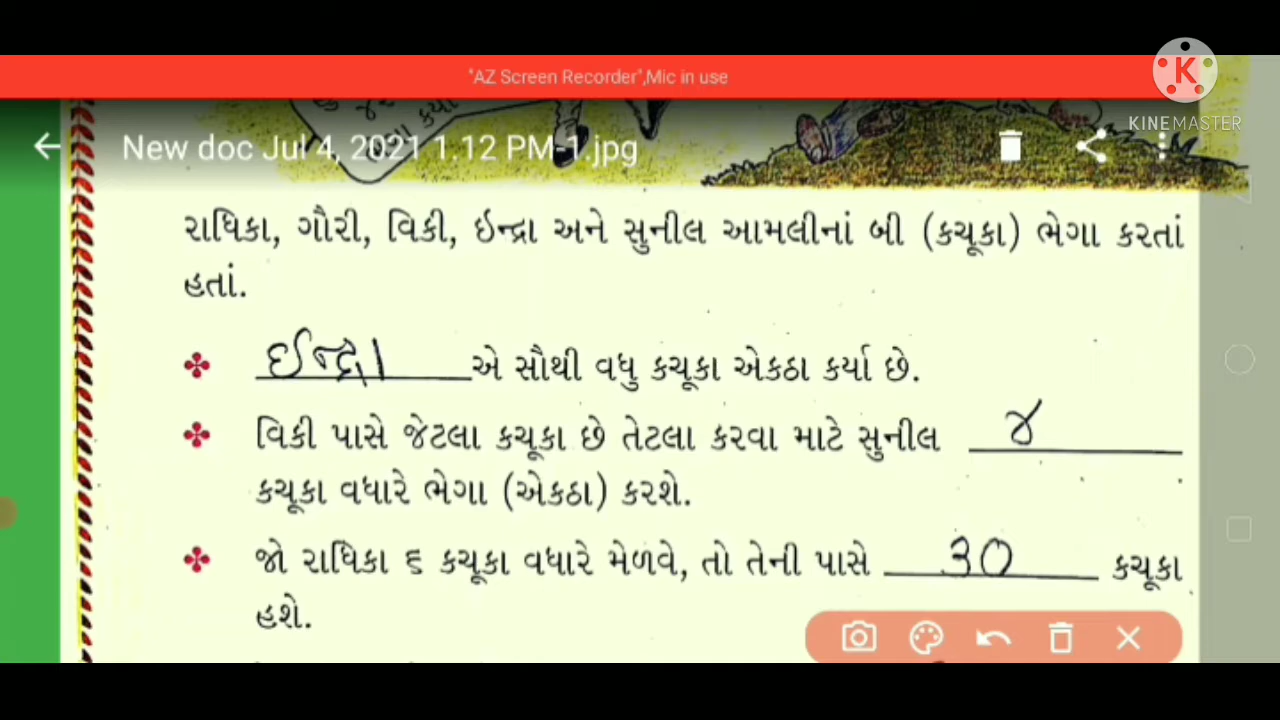 "AZ Screen Recorder",Mic in use
KINEMASTER
New doc Jul 4, 2021 1.12 PM-1.jpg
રાધિકા, ગૌરી, વિકી, ઇન્દ્રા અને સુનીલ આમલીનાં બી (કચૂકા) ભેગા કરતાં
હતાં.
ઈન્દ્રા એ સૌથી વધુ કચૂકા એકઠા કર્યા છે.
વિકી પાસે જેટલા કચૂકા છે તેટલા કરવા માટે સુનીલ ૪
કચૂકા વધારે ભેગા (એકઠા) કરશે.
જો રાધિકા ૬ કચૂકા વધારે મેળવે, તો તેની પાસે ૩૦ કચૂકા
હશે.